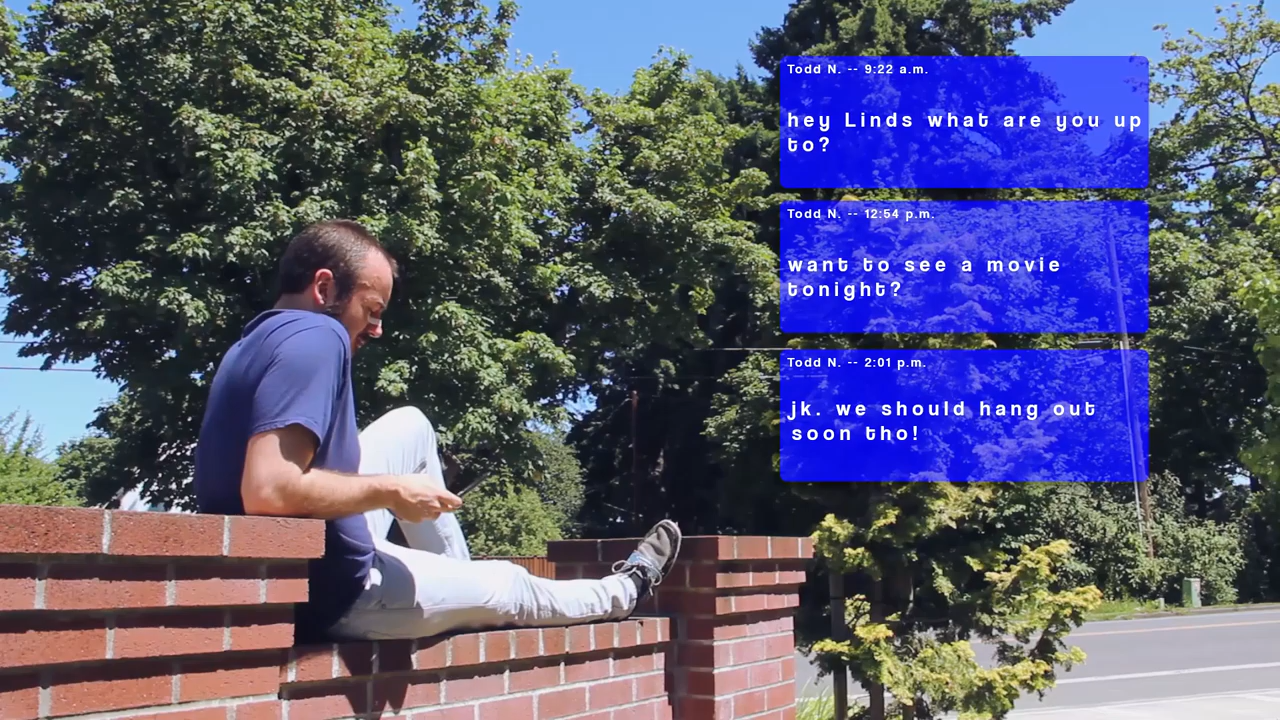 Todd N. -- 9:22 a.m.
hey Linds what are you up
to?
Todd N. -- 12:54 p.m.
want to see a movie
tonight?
Todd N. -- 2:01 p.m.
jk. we should hang out
soon tho!